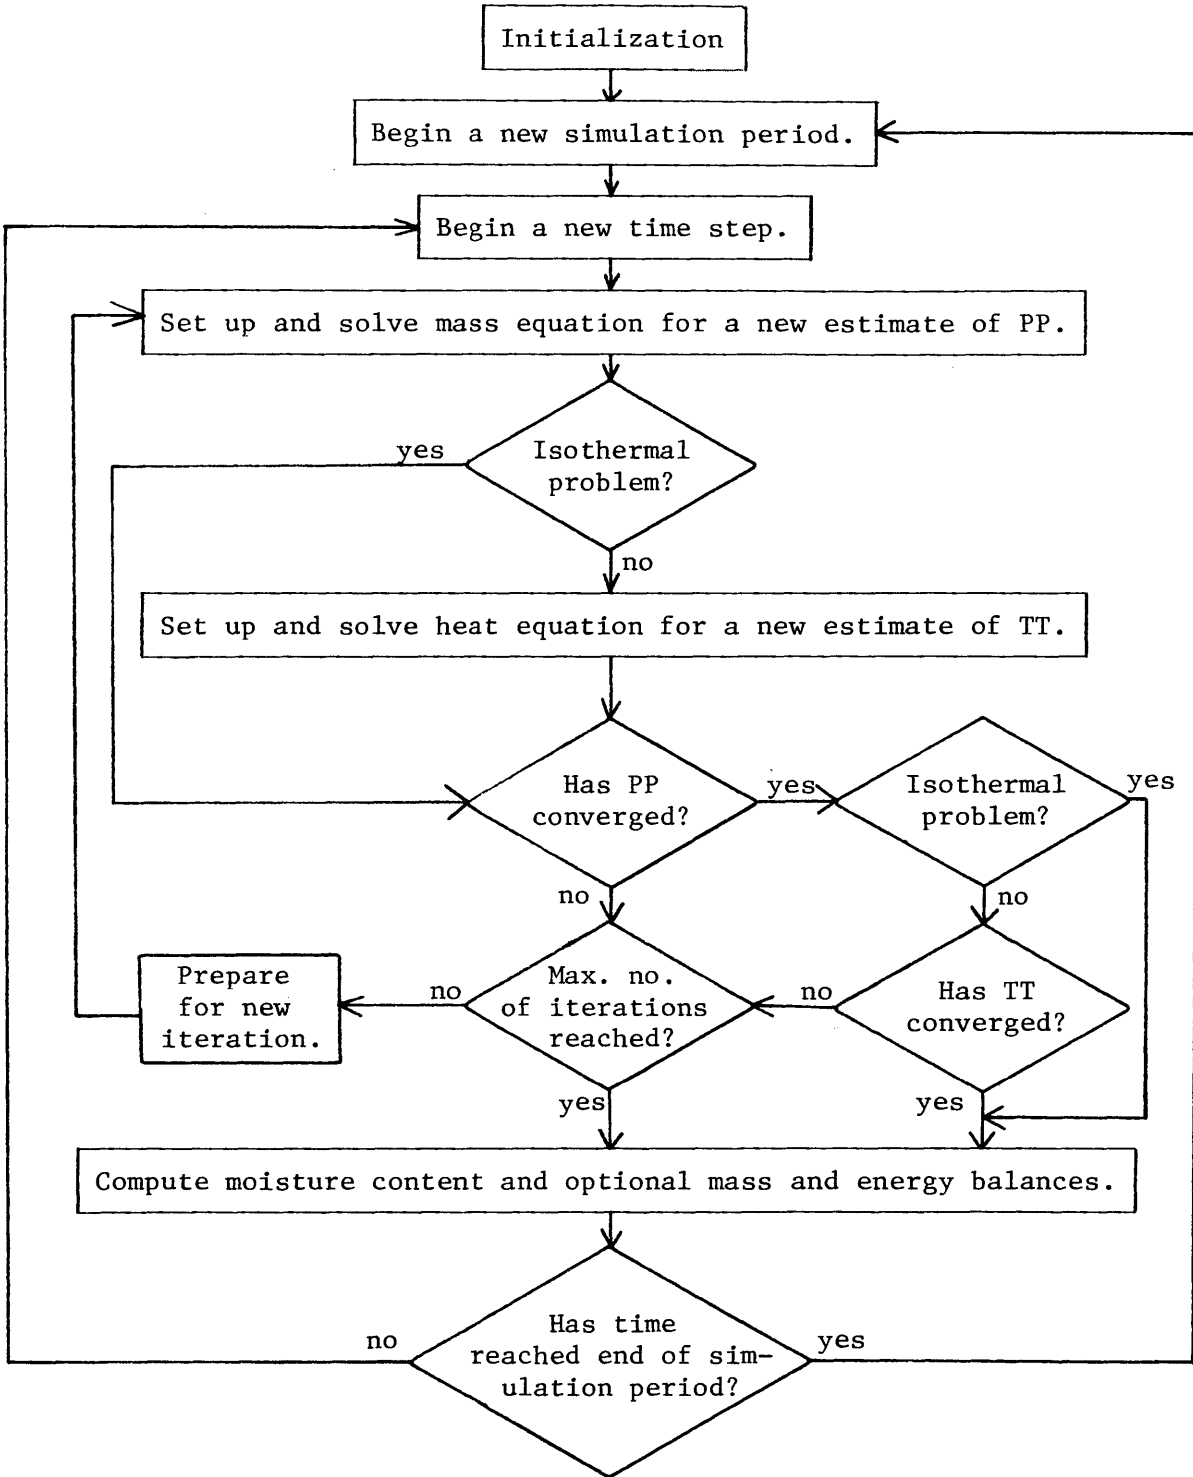 Initialization
Begin a new simulation period.
Begin a new time step.
Set up and solve mass equation for a new estimate of PP.
yes
Isothermal
problem?
no
Set up and solve heat equation for a new estimate of TT.
Has PP
converged?
yes
Isothermal
problem?
yes
no
no
Prepare
for new
iteration.
no
Max. no.
of iterations
reached?
no
Has TT
converged?
yes
yes
Compute moisture content and optional mass and energy balances.
no
Has time
reached end of sim-
ulation period?
yes